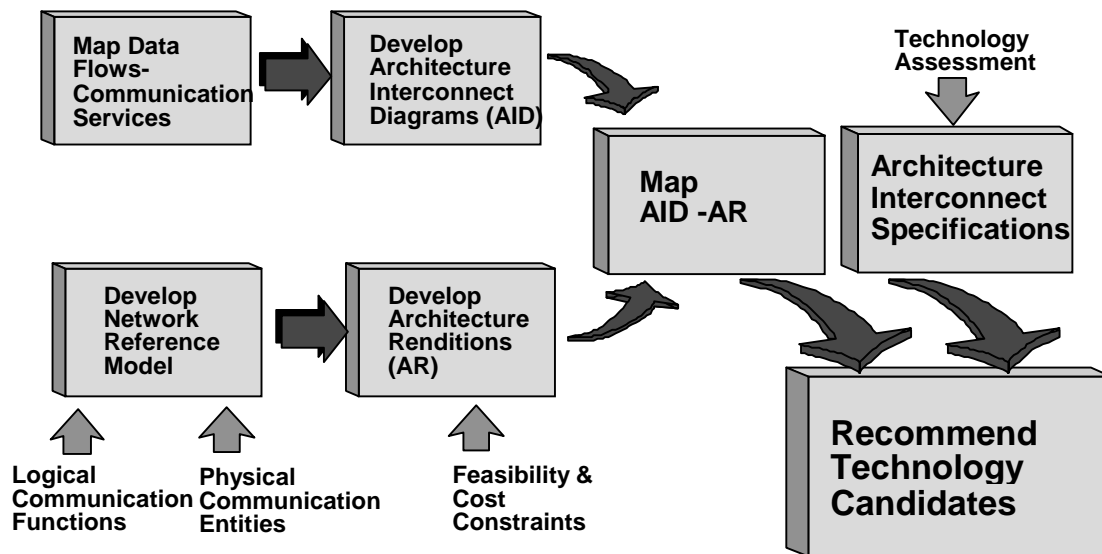 Map Data
Flows-
Communication
Services
Develop
Architecture
Interconnect
Diagrams (AID)
Technology
Assessment
Map
AID -AR
Architecture
Interconnect
Specifications
Develop
Network
Reference
Model
Develop
Architecture
Renditions
(AR)
Logical
Communication
Functions
Physical
Communication
Entities
Feasibility &
Cost
Constraints
Recommend
Technology
Candidates